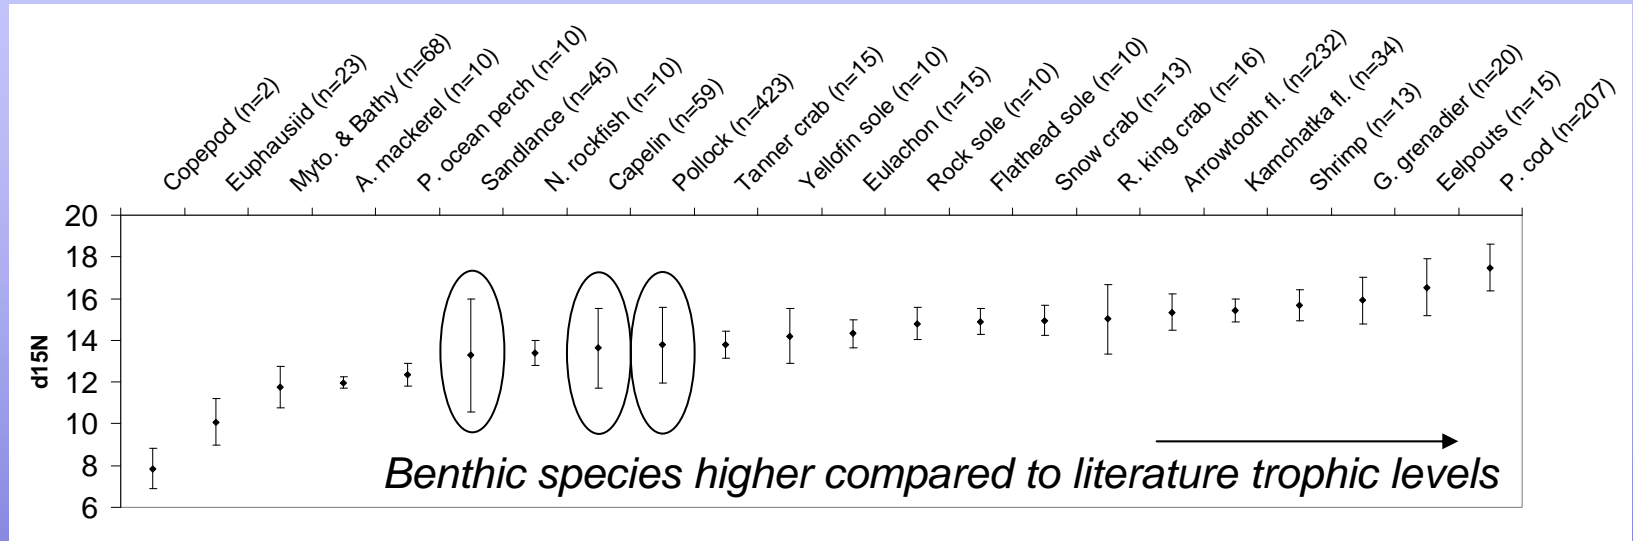 Copepod (n=2)
Euphausiid (n=23)
Myto. & Bathy (n=68)
A. mackerel (n=10)
P. ocean perch (n=10)
Sandlance (n=45)
N. rockfish (n=10)
Capelin (n=59)
Pollock (n=423)
Tanner crab (n=15)
Yellofin sole (n=10)
Eulachon (n=15)
Rock sole (n=10)
Flathead sole (n=10)
Snow crab (n=13)
R. king crab (n=16)
Arrowtooth fl. (n=232)
Kamchatka fl. (n=34)
Shrimp (n=13)
G. grenadier (n=20)
Eelpouts (n=15)
P. cod (n=207)
20
18
16
14
12
10
8
6
d15N
Benthic species higher compared to literature trophic levels